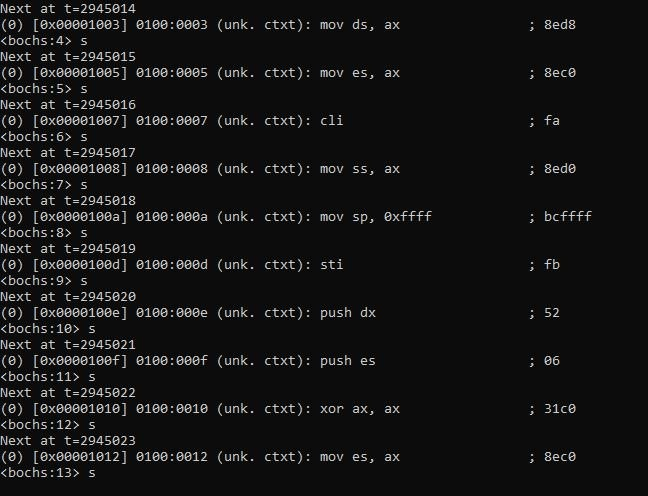 Next at t=2945014
(0) [0x00001003] 0100:0003 (unk. ctxt): mov ds, ax                ; 8ed8
<bochs:4> s
Next at t=2945015
(0) [0x00001005] 0100:0005 (unk. ctxt): mov es, ax                ; 8ec0
<bochs:5> s
Next at t=2945016
(0) [0x00001007] 0100:0007 (unk. ctxt): cli                       ; fa
<bochs:6> s
Next at t=2945017
(0) [0x00001008] 0100:0008 (unk. ctxt): mov ss, ax                ; 8ed0
<bochs:7> s
Next at t=2945018
(0) [0x0000100a] 0100:000a (unk. ctxt): mov sp, 0xffff            ; bcffff
<bochs:8> s
Next at t=2945019
(0) [0x0000100d] 0100:000d (unk. ctxt): sti                       ; fb
<bochs:9> s
Next at t=2945020
(0) [0x0000100e] 0100:000e (unk. ctxt): push dx                   ; 52
<bochs:10> s
Next at t=2945021
(0) [0x0000100f] 0100:000f (unk. ctxt): push es                   ; 06
<bochs:11> s
Next at t=2945022
(0) [0x00001010] 0100:0010 (unk. ctxt): xor ax, ax                ; 31c0
<bochs:12> s
Next at t=2945023
(0) [0x00001012] 0100:0012 (unk. ctxt): mov es, ax                ; 8ec0
<bochs:13> s